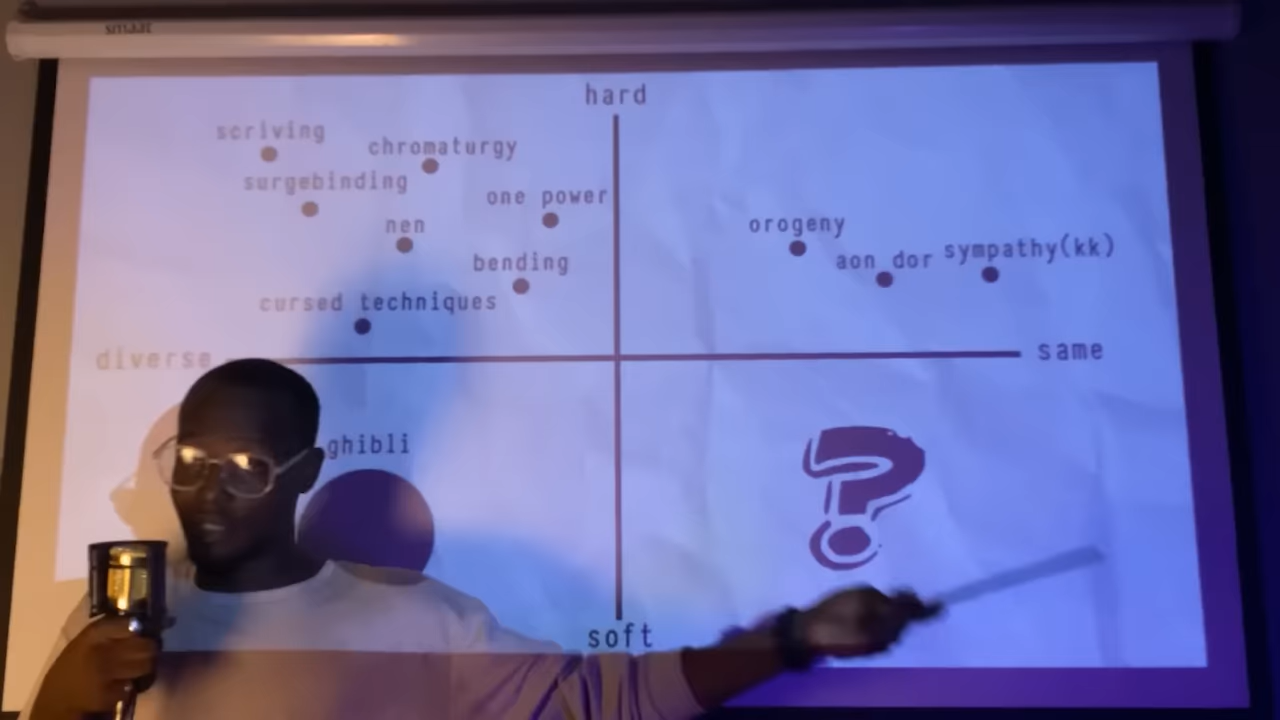 smaat
hard
scriving
chromaturgy
surgebinding
one power
nen
orogeny
bending
aon dor
sympathy(kk)
cursed techniques
diverse
same
ghibli
soft